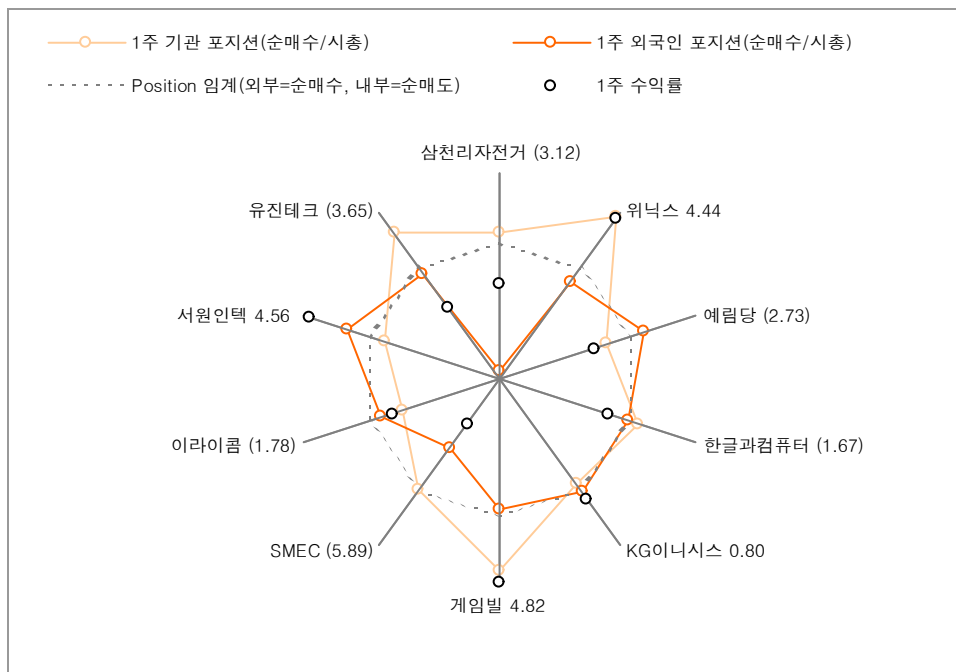 1주 기관 포지션(순매수/시총)
1주 외국인 포지션(순매수/시총)
Position 임계(외부=순매수, 내부=순매도)
1주 수익률
삼천리자전거 (3.12)
유진테크 (3.65)
위닉스 4.44
서원인텍 4.56
예림당 (2.73)
이라이콤 (1.78)
한글과컴퓨터 (1.67)
SMEC (5.89)
KG이니시스 0.80
게임빌 4.82